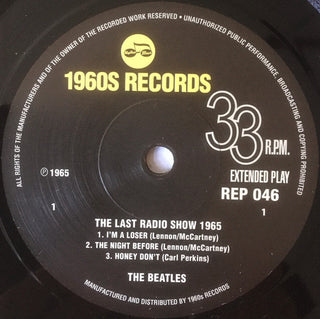 ALL RIGHTS OF THE MANUFACTURERS AND OF THE OWNER OF THE RECORDED WORK RESERVED • UNAUTHORIZED PUBLIC PERFORMANCE, BROADCASTING AND COPYING PROHIBITED
1960S RECORDS
33 R.P.M.
EXTENDED PLAY
REP 046
℗ 1965
1
1
THE LAST RADIO SHOW 1965
1. I'M A LOSER (Lennon/McCartney)
2. THE NIGHT BEFORE (Lennon/McCartney)
3. HONEY DON'T (Carl Perkins)
THE BEATLES
MANUFACTURED AND DISTRIBUTED BY 1960s RECORDS